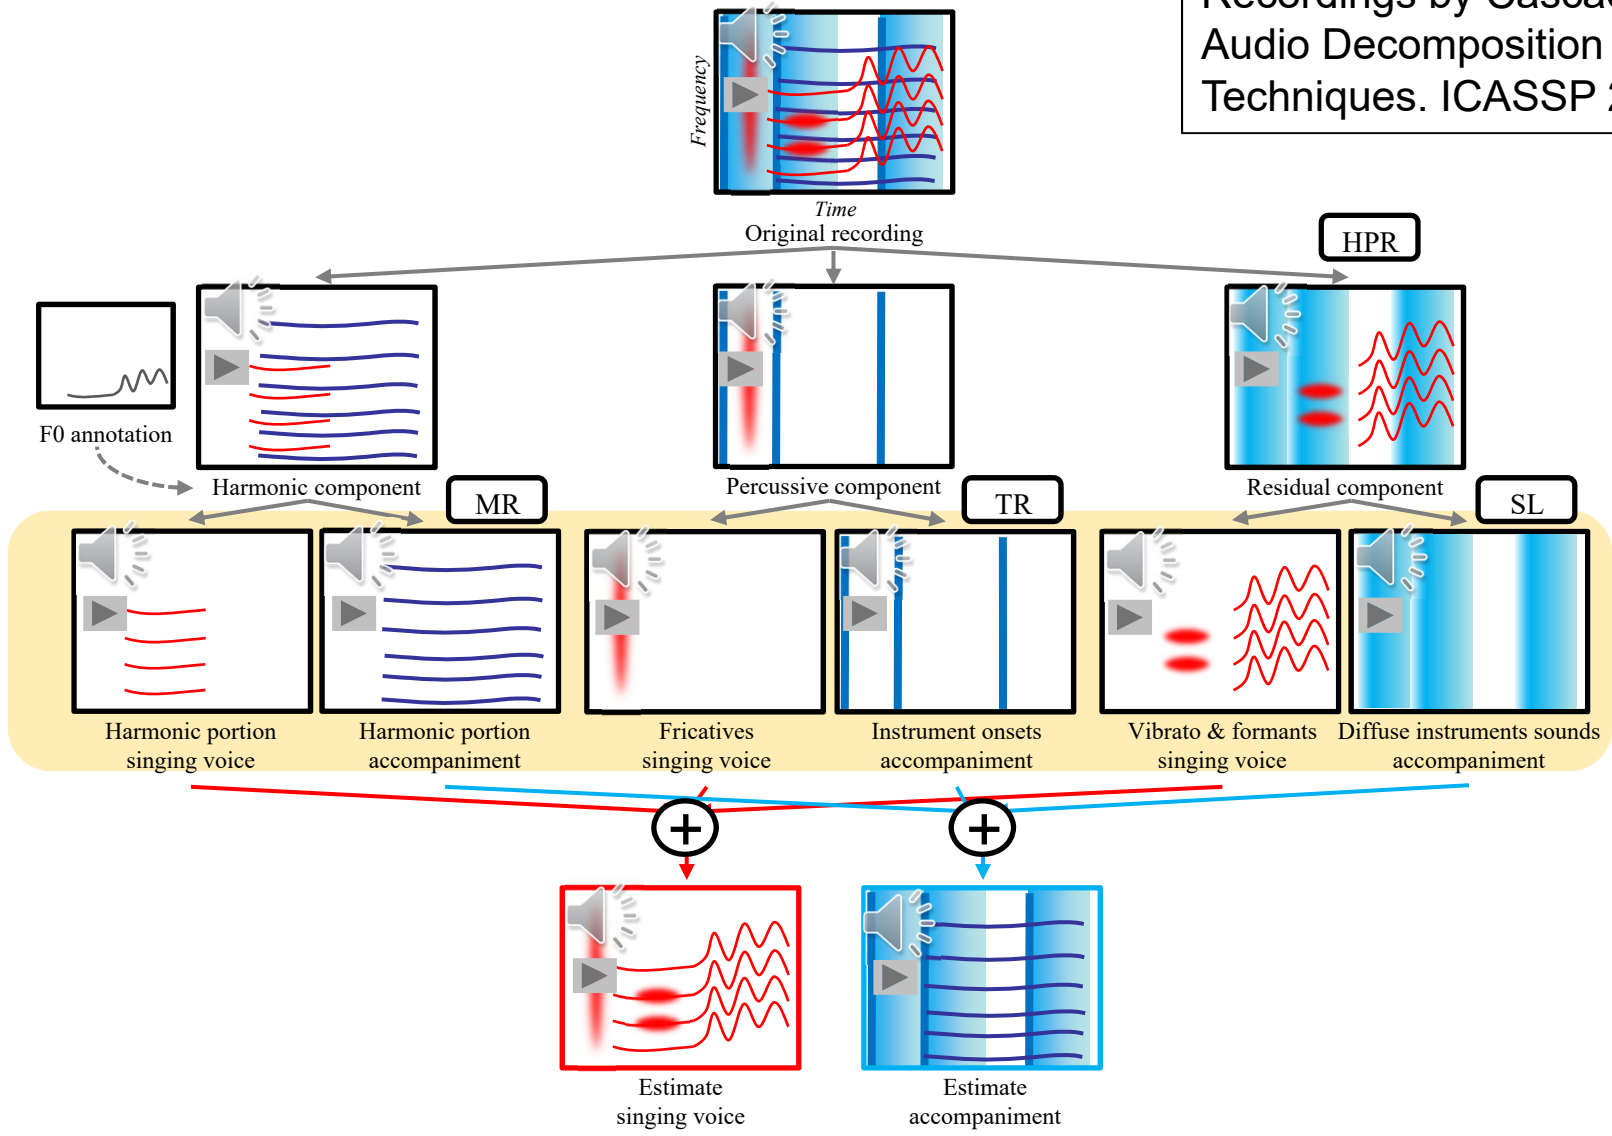 Audio Decomposition
Techniques. ICASSP
Recordings by
Frequency
Time
Original recording
HPR
F0 annotation
Harmonic component
MR
Percussive component
TR
Residual component
SL
Harmonic portion
singing voice
Harmonic portion
accompaniment
Fricatives
singing voice
Instrument onsets
accompaniment
Vibrato & formants
singing voice
Diffuse instruments sounds
accompaniment
+
+
Estimate
singing voice
Estimate
accompaniment